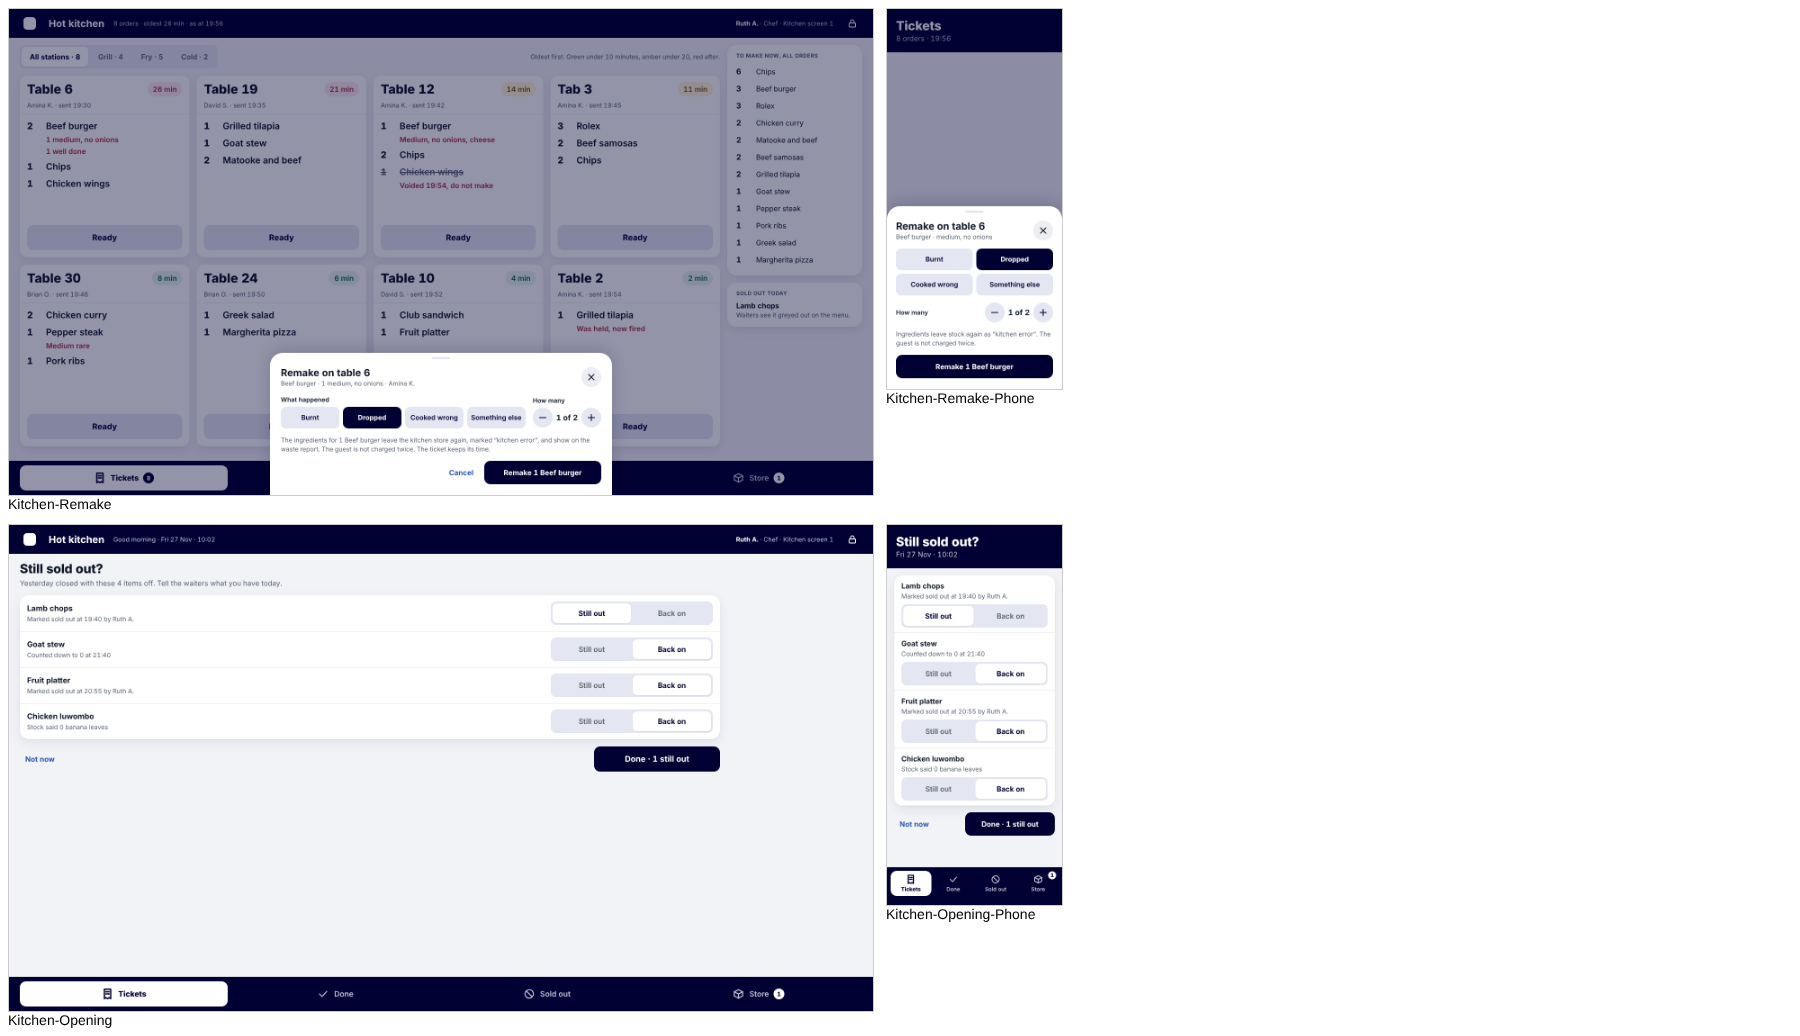 Hot kitchen 8 orders · oldest 26 min · as at 19:56
Ruth A. · Chef · Kitchen screen 1
All stations · 8 Grill · 4 Fry · 5 Cold · 2
Oldest first. Green under 10 minutes, amber under 20, red after.
Table 6 26 min
Amina K. · sent 19:30
2 Beef burger
1 medium, no onions
1 well done
1 Chips
1 Chicken wings
Ready
Table 19 21 min
David S. · sent 19:35
1 Grilled tilapia
1 Goat stew
2 Matooke and beef
Ready
Table 12 14 min
Amina K. · sent 19:42
1 Beef burger
Medium, no onions, cheese
2 Chips
1 Chicken wings
Voided 19:54, do not make
Ready
Tab 3 11 min
Amina K. · sent 19:45
3 Rolex
2 Beef samosas
2 Chips
Ready
TO MAKE NOW, ALL ORDERS
6 Chips
3 Beef burger
3 Rolex
2 Chicken curry
2 Matooke and beef
2 Beef samosas
2 Grilled tilapia
1 Goat stew
1 Pepper steak
1 Pork ribs
1 Greek salad
1 Margherita pizza
SOLD OUT TODAY
Lamb chops
Waiters see it greyed out on the menu.
Table 30 8 min
Brian O. · sent 19:48
2 Chicken curry
1 Pepper steak
Medium rare
1 Pork ribs
Ready
Table 24 6 min
Brian O. · sent 19:50
1 Greek salad
1 Margherita pizza
Table 10 4 min
David S. · sent 19:52
1 Club sandwich
1 Fruit platter
Table 2 2 min
Amina K. · sent 19:54
1 Grilled tilapia
Was held, now fired
Ready
Remake on table 6
Beef burger · 1 medium, no onions · Amina K.
What happened
How many
Burnt Dropped Cooked wrong Something else
1 of 2
The ingredients for 1 Beef burger leave the kitchen store again, marked "kitchen error", and show on the
waste report. The guest is not charged twice. The ticket keeps its time.
Cancel Remake 1 Beef burger
Tickets 8
Store 1
Kitchen-Remake
Tickets
8 orders · 19:56
Remake on table 6
Beef burger · medium, no onions
Burnt Dropped
Cooked wrong Something else
How many 1 of 2
Ingredients leave stock again as "kitchen error". The
guest is not charged twice.
Remake 1 Beef burger
Kitchen-Remake-Phone
Hot kitchen Good morning · Fri 27 Nov · 10:02
Ruth A. · Chef · Kitchen screen 1
Still sold out?
Yesterday closed with these 4 items off. Tell the waiters what you have today.
Lamb chops
Marked sold out at 19:40 by Ruth A.
Still out Back on
Goat stew
Counted down to 0 at 21:40
Still out Back on
Fruit platter
Marked sold out at 20:55 by Ruth A.
Still out Back on
Chicken luwombo
Stock said 0 banana leaves
Still out Back on
Not now
Done · 1 still out
Tickets Done Sold out Store 1
Kitchen-Opening
Still sold out?
Fri 27 Nov · 10:02
Lamb chops
Marked sold out at 19:40 by Ruth A.
Still out Back on
Goat stew
Counted down to 0 at 21:40
Still out Back on
Fruit platter
Marked sold out at 20:55 by Ruth A.
Still out Back on
Chicken luwombo
Stock said 0 banana leaves
Still out Back on
Not now
Done · 1 still out
Tickets Done Sold out Store 1
Kitchen-Opening-Phone